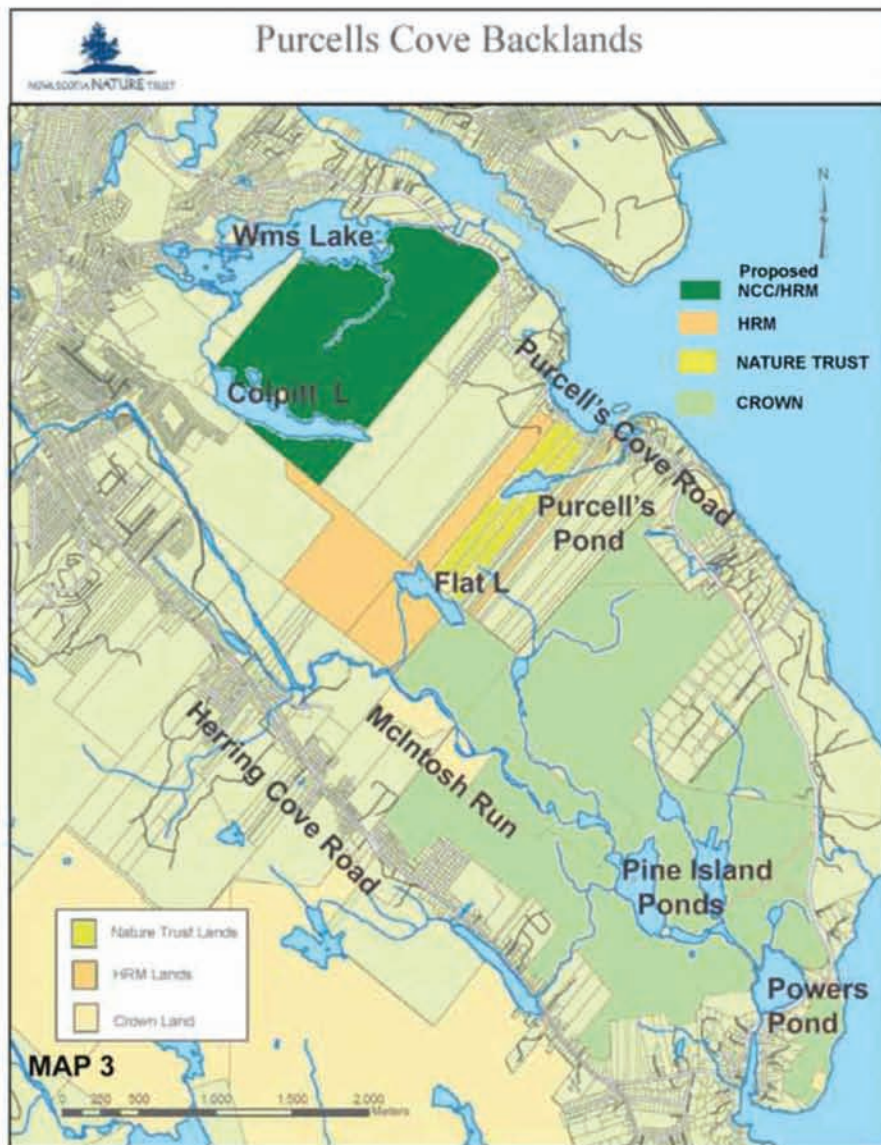 Purcells Cove Backlands
NOVA SCOTIA NATURE TRUST
N
Proposed
NCC/HRM
HRM
NATURE TRUST
CROWN
Wms Lake
Colpitt L
Purcell's Cove Road
Purcell's
Pond
Flat L
McIntosh Run
Herring Cove Road
Pine Island
Ponds
Powers
Pond
Nature Trust Lands
HRM Lands
Crown Land
MAP 3
0 250 500 1,000 1,500 2,000
Meters